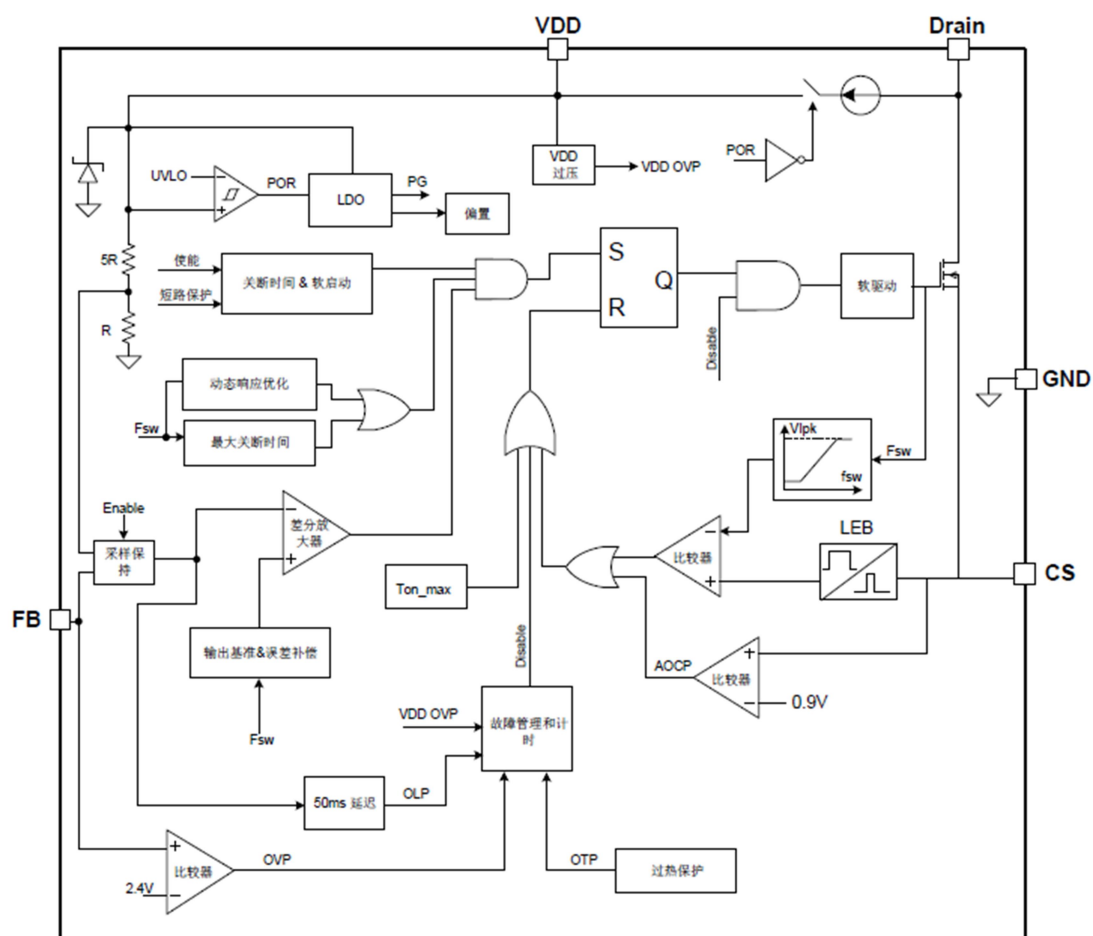 VDD
Drain
VDD
过压
VDD OVP
POR
UVLO
POR
LDO
PG
偏置
5R
R
使能
短路保护
关断时间 & 软启动
S
R
Q
Disable
软驱动
GND
动态响应优化
Fsw
最大关断时间
VIpk
fsw
Fsw
Enable
采样保
持
差分放
大器
FB
输出基准&误差补偿
Fsw
Ton_max
比较器
LEB
CS
AOCP
比较器
0.9V
Disable
VDD OVP
故障管理和计
时
50ms 延迟
OLP
比较器
2.4V
OVP
OTP
过热保护